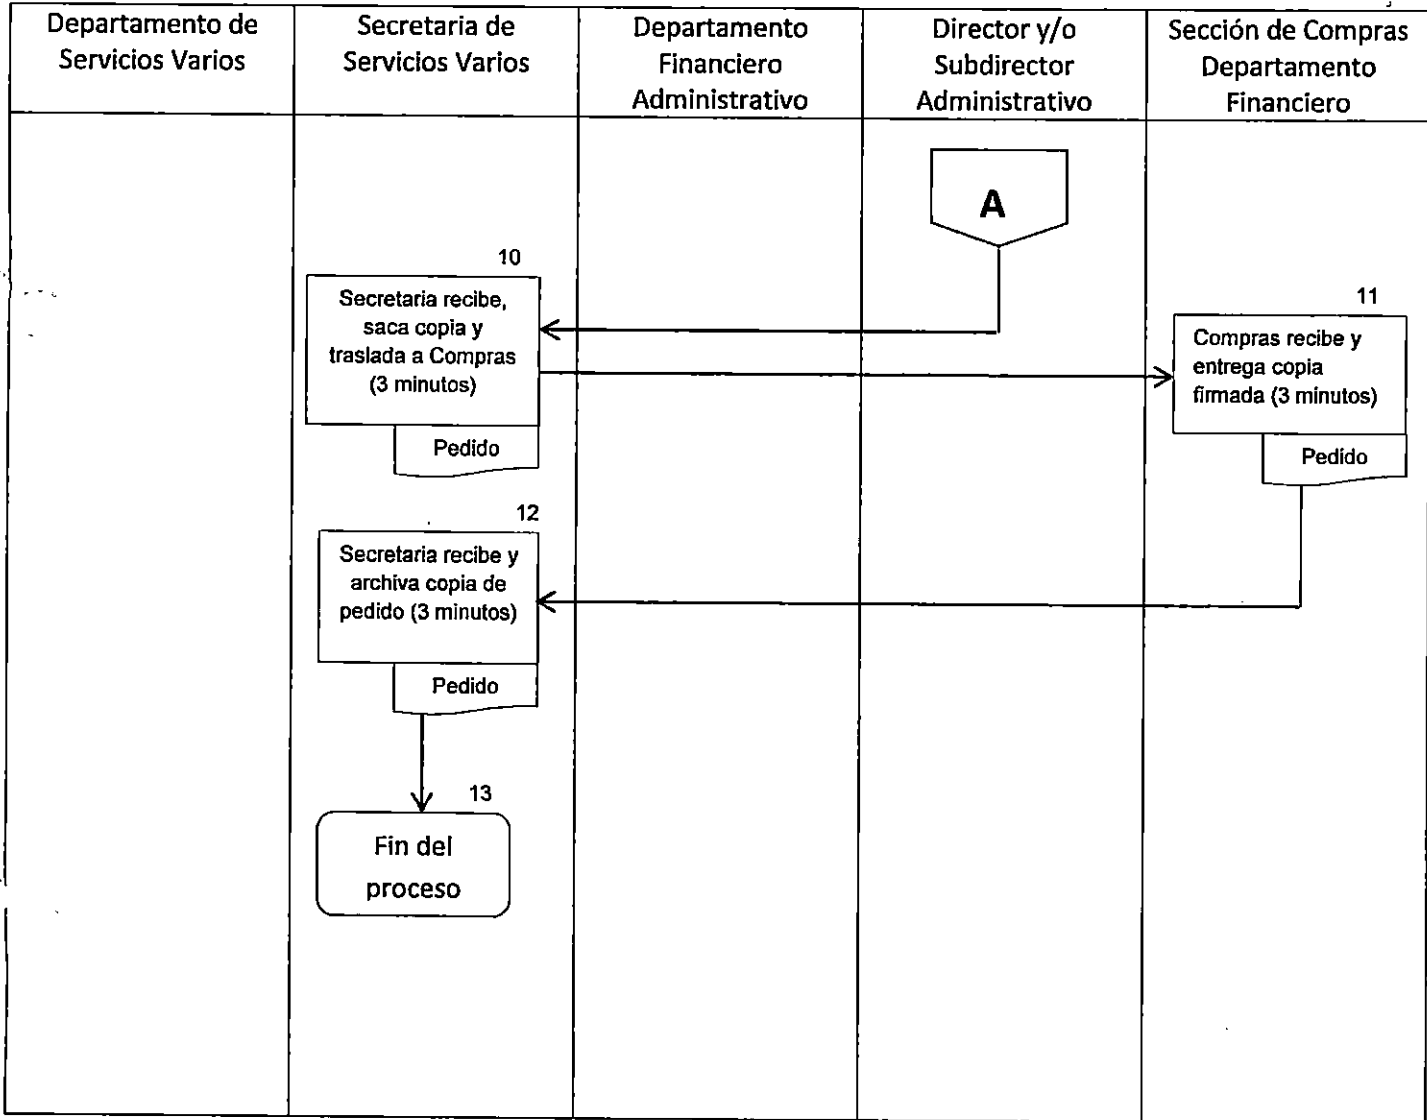 Departamento de
Servicios Varios
Secretaria de
Servicios Varios
Departamento
Financiero
Administrativo
Director y/o
Subdirector
Administrativo
Sección de Compras
Departamento
Financiero
A
10
Secretaria recibe,
saca copia y
traslada a Compras
(3 minutos)
Pedido
11
Compras recibe y
entrega copia
firmada (3 minutos)
Pedido
12
Secretaria recibe y
archiva copia de
pedido (3 minutos)
Pedido
13
Fin del
proceso